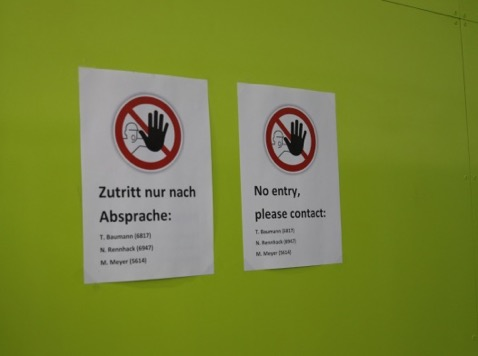 Zutritt nur nach
Absprache:
T. Baumann (6817)
N. Rennhack (6947)
M. Meyer (5614)
No entry,
please contact:
T. Baumann (6817)
N. Rennhack (6947)
M. Meyer (5614)